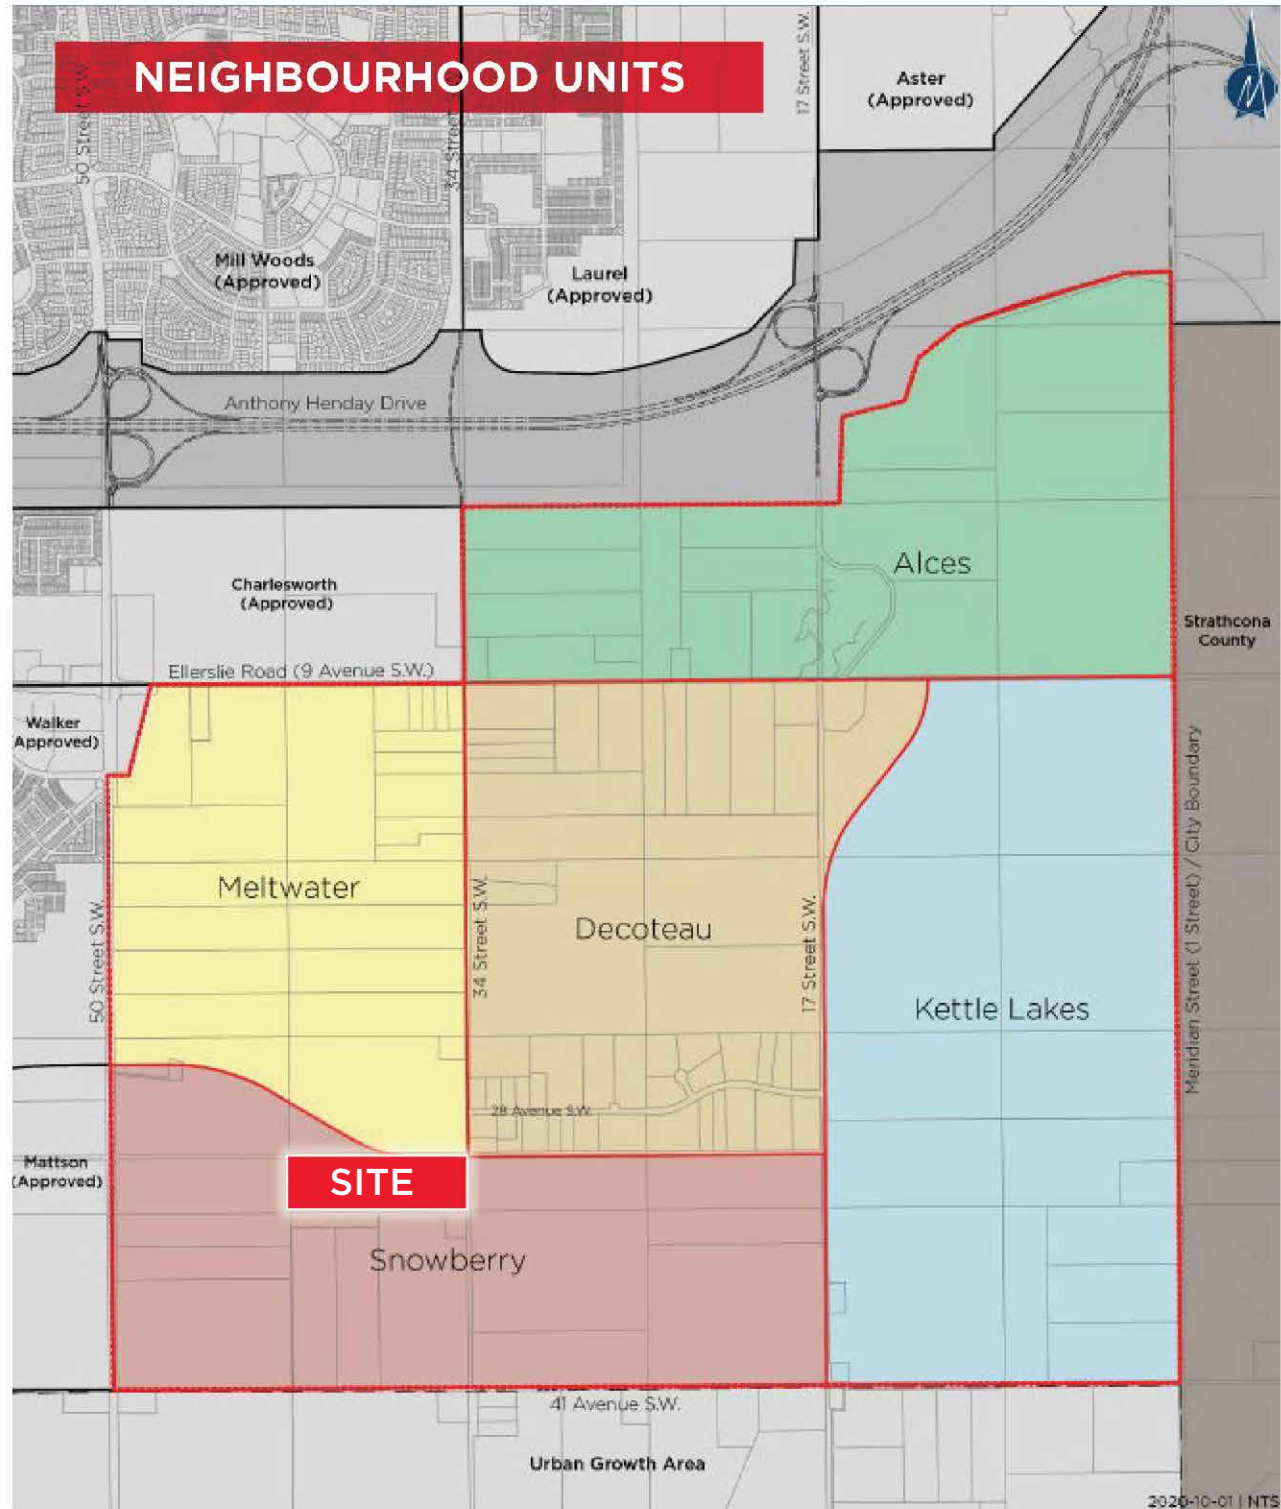 NEIGHBOURHOOD UNITS
50 Street S.W.
34 Street S.W.
17 Street S.W.
Aster
(Approved)
Mill Woods
(Approved)
Laurel
(Approved)
Anthony Henday Drive
Alces
Charlesworth
(Approved)
Strathcona
County
Ellerslie Road (9 Avenue S.W.)
Walker
(Approved)
Meltwater
Decoteau
50 Street S.W.
34 Street S.W.
17 Street S.W.
Kettle Lakes
Meridian Street (1 Street) / City Boundary
28 Avenue S.W.
Mattson
(Approved)
SITE
Snowberry
41 Avenue S.W.
Urban Growth Area
2020-10-01 | NTS